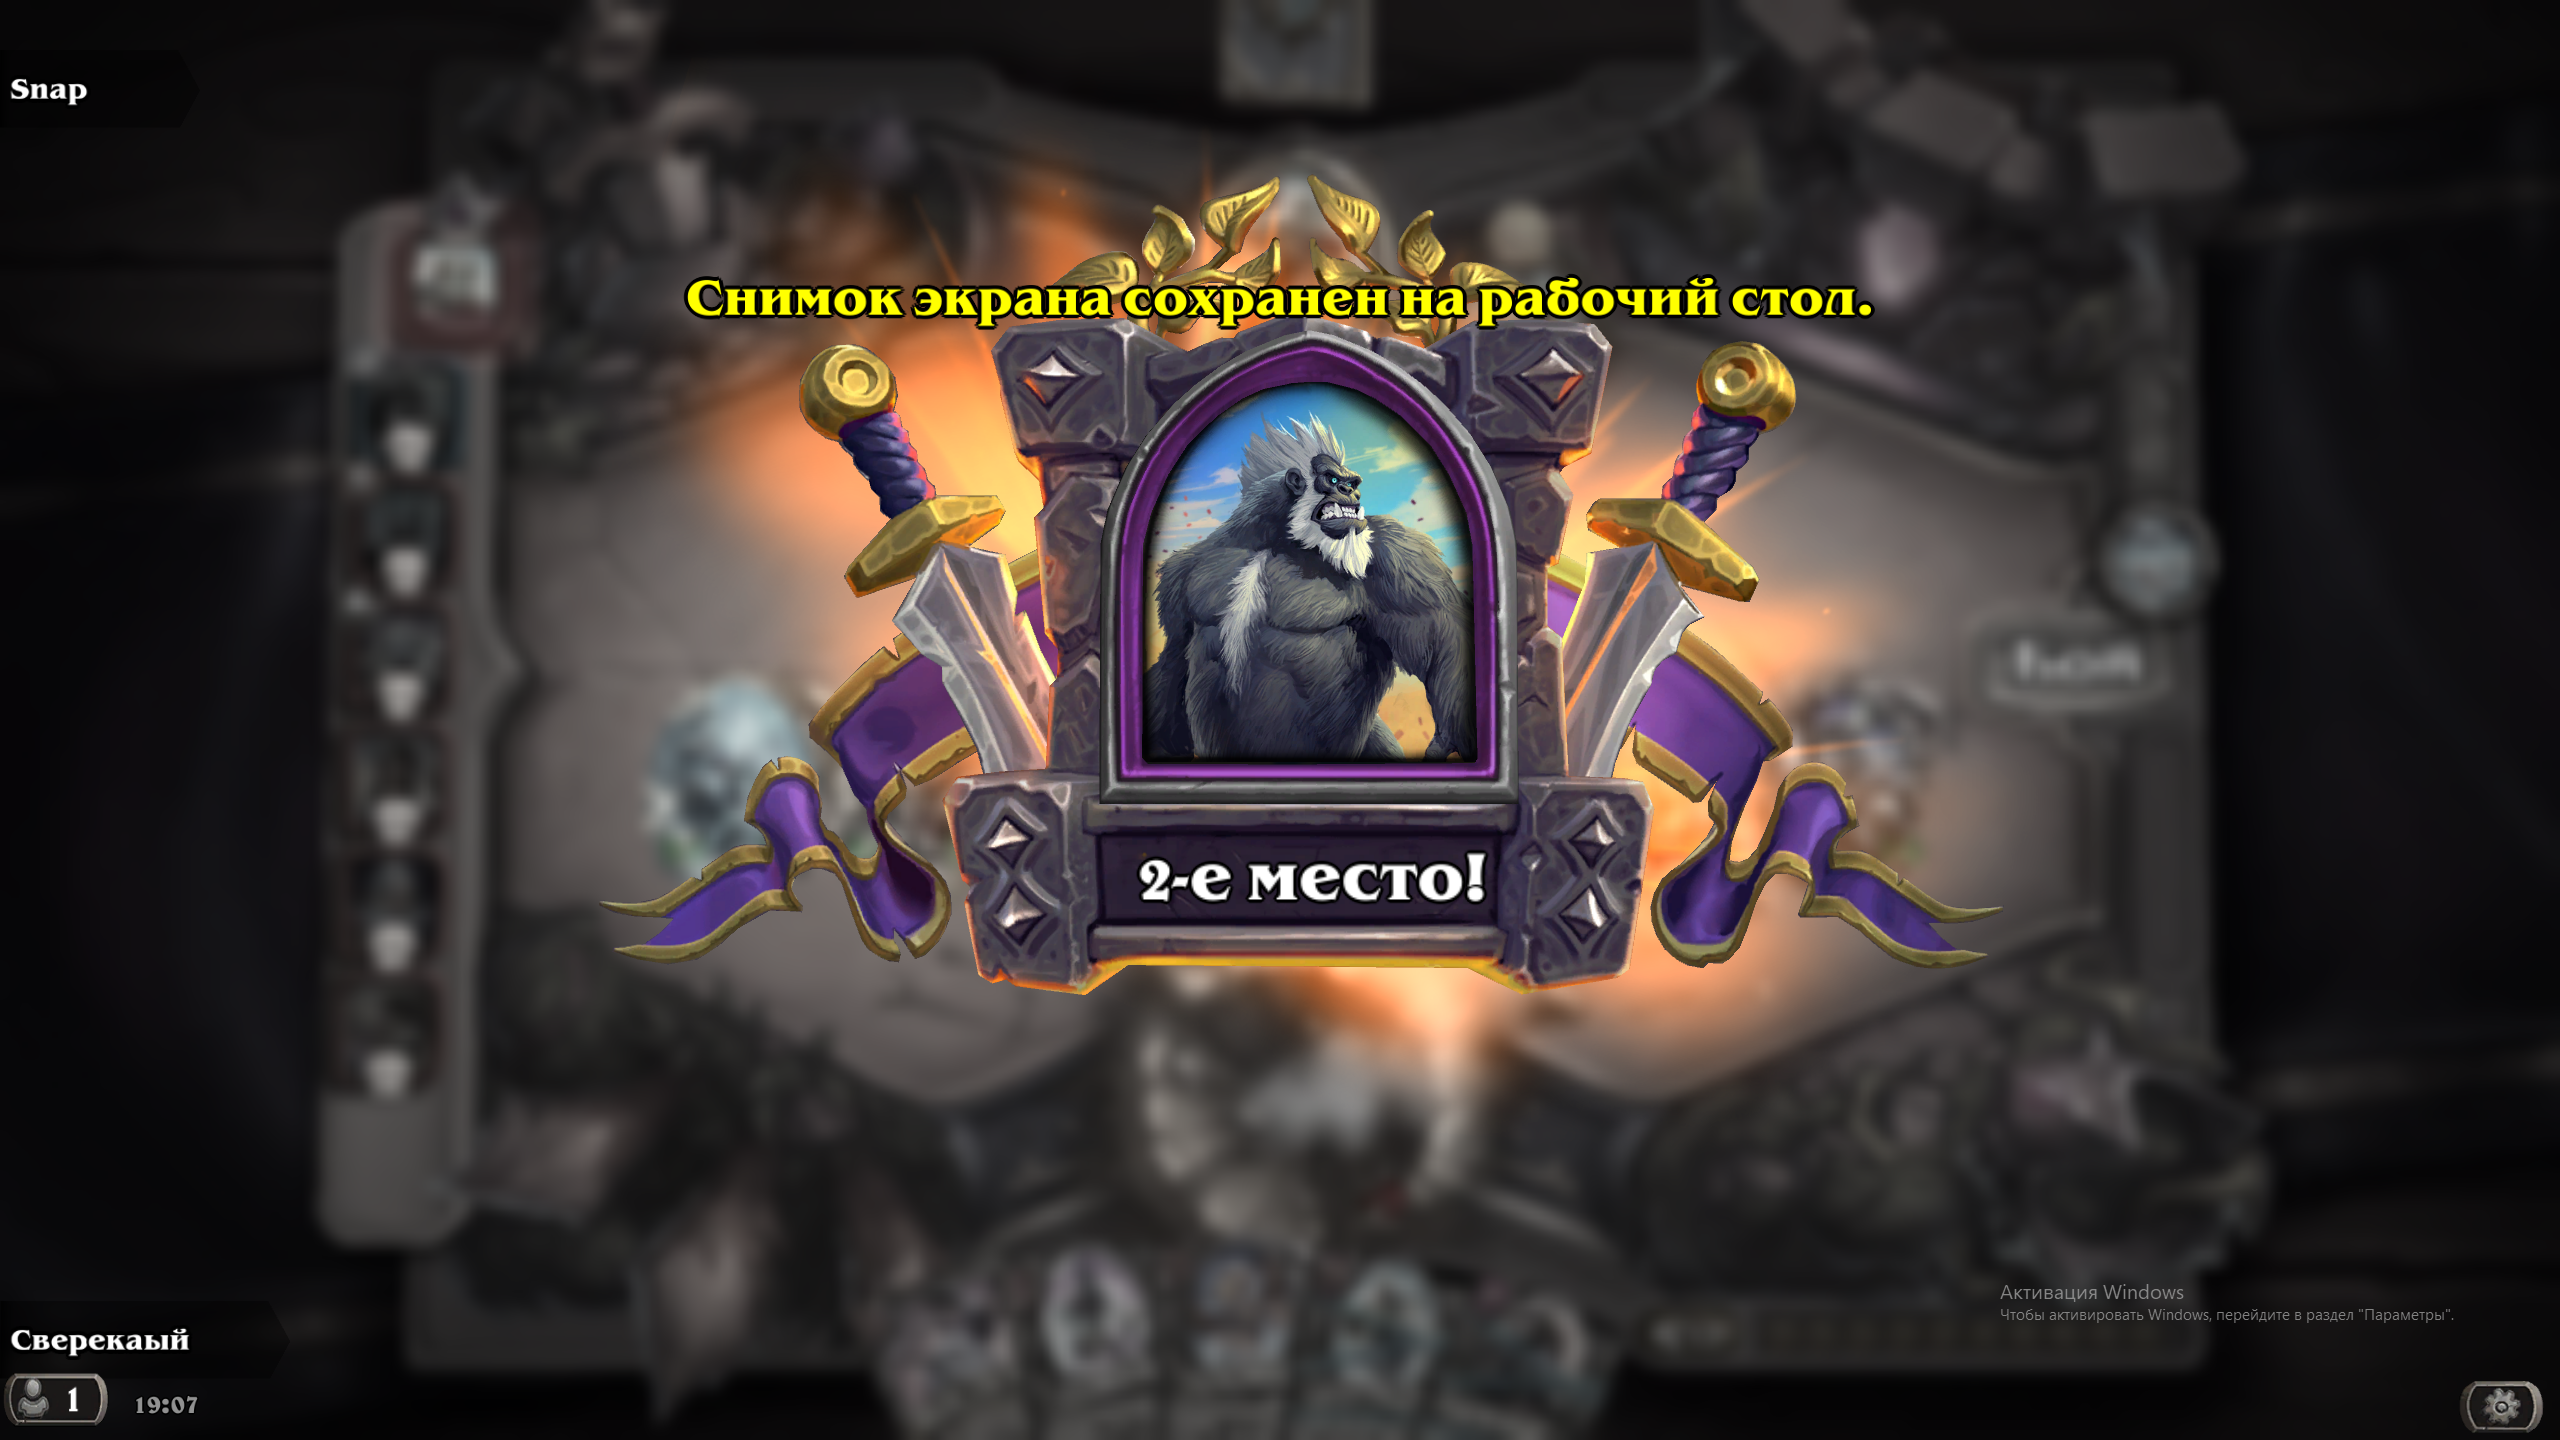 Snap
Снимок экрана сохранен на рабочий стол.
2-е место!
Активация Windows
Чтобы активировать Windows, перейдите в раздел "Параметры".
Сверекаый
1
19:07